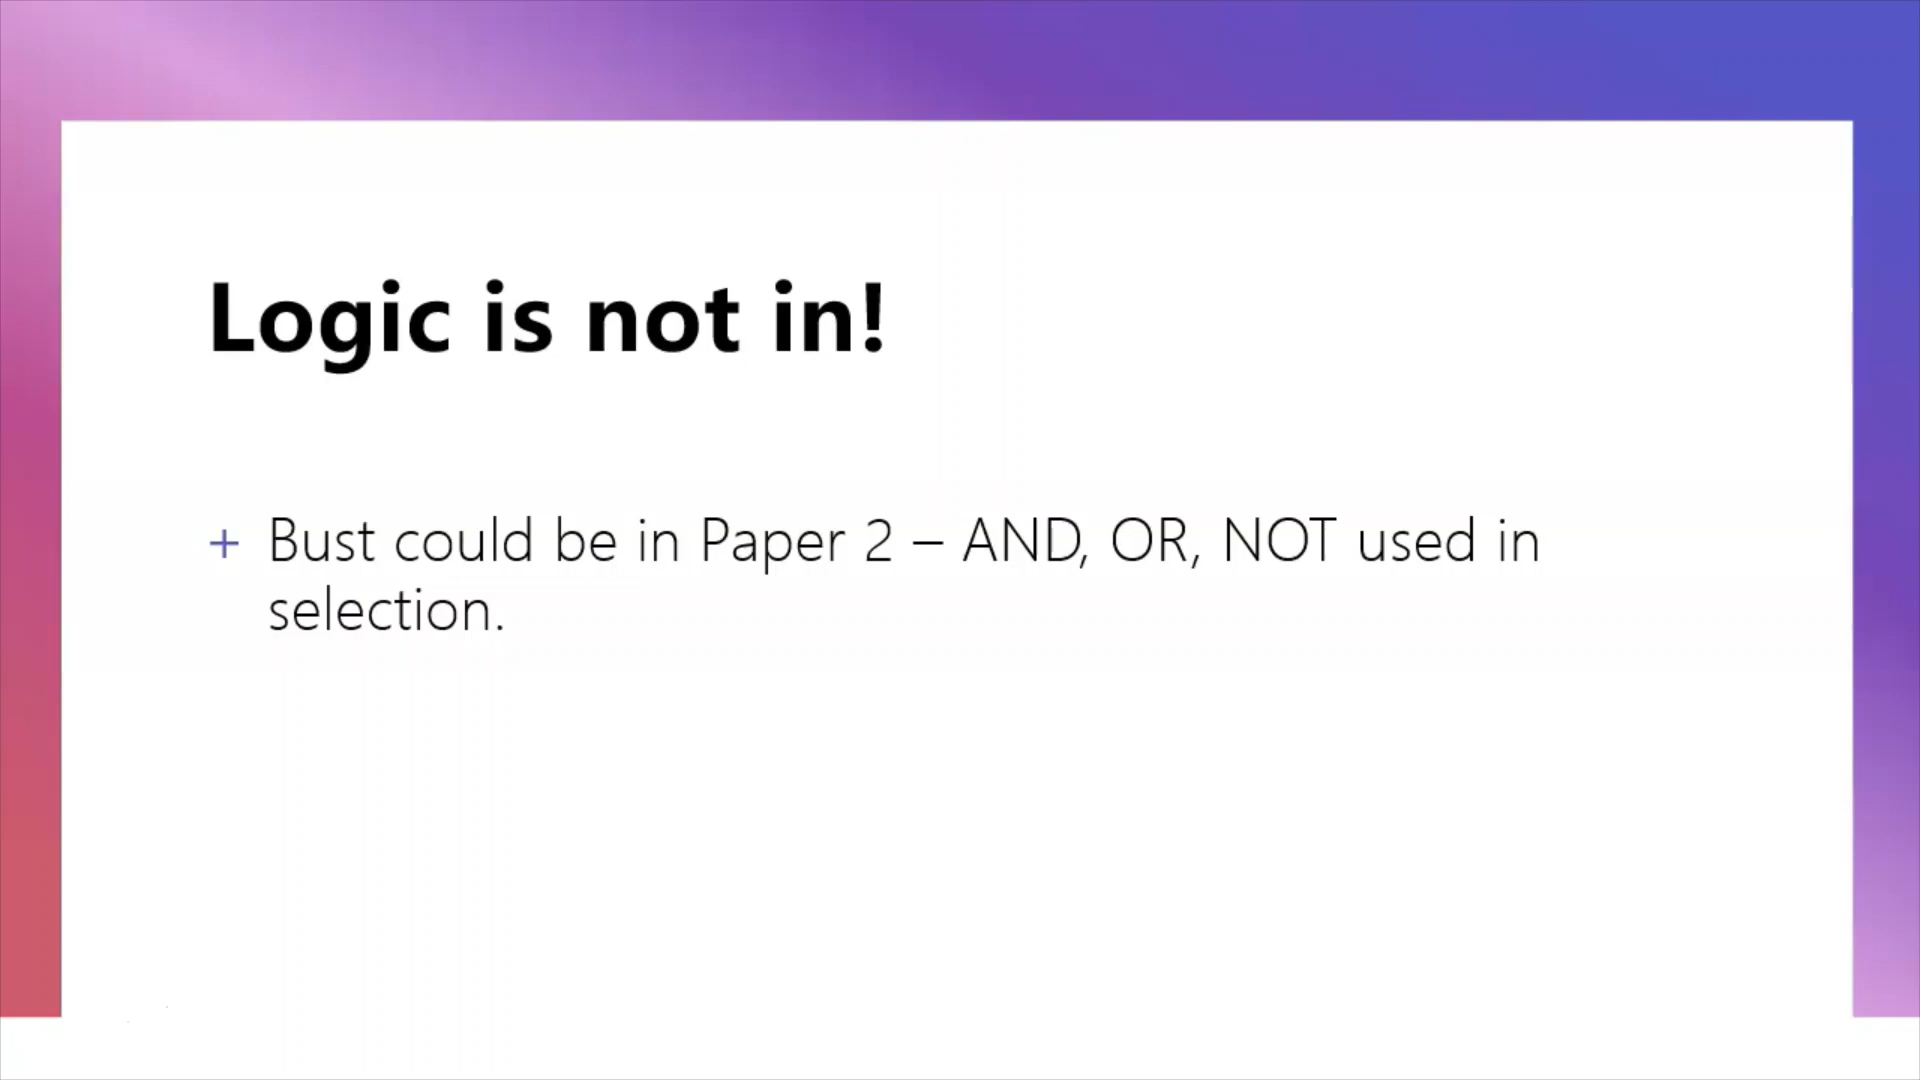 Logic is not in!
+ Bust could be in Paper 2 – AND, OR, NOT used in
selection.